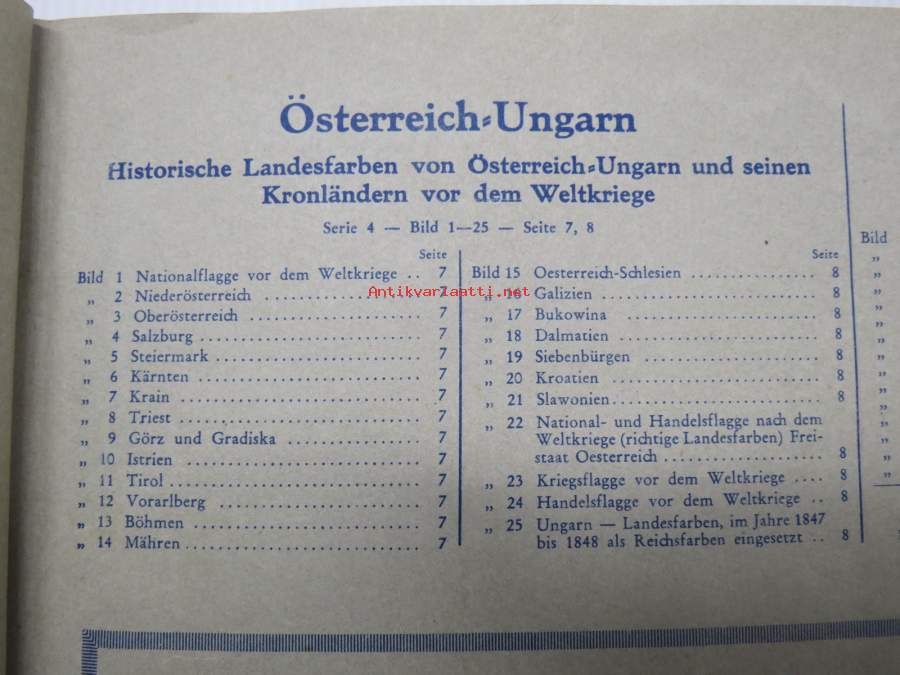 Österreich-Ungarn
Historische Landesfarben von Österreich-Ungarn und seinen
Kronländern vor dem Weltkriege
Serie 4 — Bild 1—25 — Seite 7, 8
Seite
Bild 1 Nationalflagge vor dem Weltkriege .. 7
„ 2 Niederösterreich .................... 7
„ 3 Oberösterreich .................... 7
„ 4 Salzburg .................... 7
„ 5 Steiermark .................... 7
„ 6 Kärnten .................... 7
„ 7 Krain .................... 7
„ 8 Triest .................... 7
„ 9 Görz und Gradiska .................... 7
„ 10 Istrien .................... 7
„ 11 Tirol .................... 7
„ 12 Vorarlberg .................... 7
„ 13 Böhmen .................... 7
„ 14 Mähren .................... 7
Seite
Bild 15 Oesterreich-Schlesien ................ 8
„ 16 Galizien .................... 8
„ 17 Bukowina .................... 8
„ 18 Dalmatien .................... 8
„ 19 Siebenbürgen .................... 8
„ 20 Kroatien .................... 8
„ 21 Slawonien .................... 8
„ 22 National- und Handelsflagge nach dem
Weltkriege (richtige Landesfarben) Frei-
staat Oesterreich .................... 8
„ 23 Kriegsflagge vor dem Weltkriege .... 8
„ 24 Handelsflagge vor dem Weltkriege .. 8
„ 25 Ungarn — Landesfarben, im Jahre 1847
bis 1848 als Reichsfarben eingesetzt .. 8
Bild
„
„
„
„
„
„
„
„
„
„
„
Antikvariaatti.net